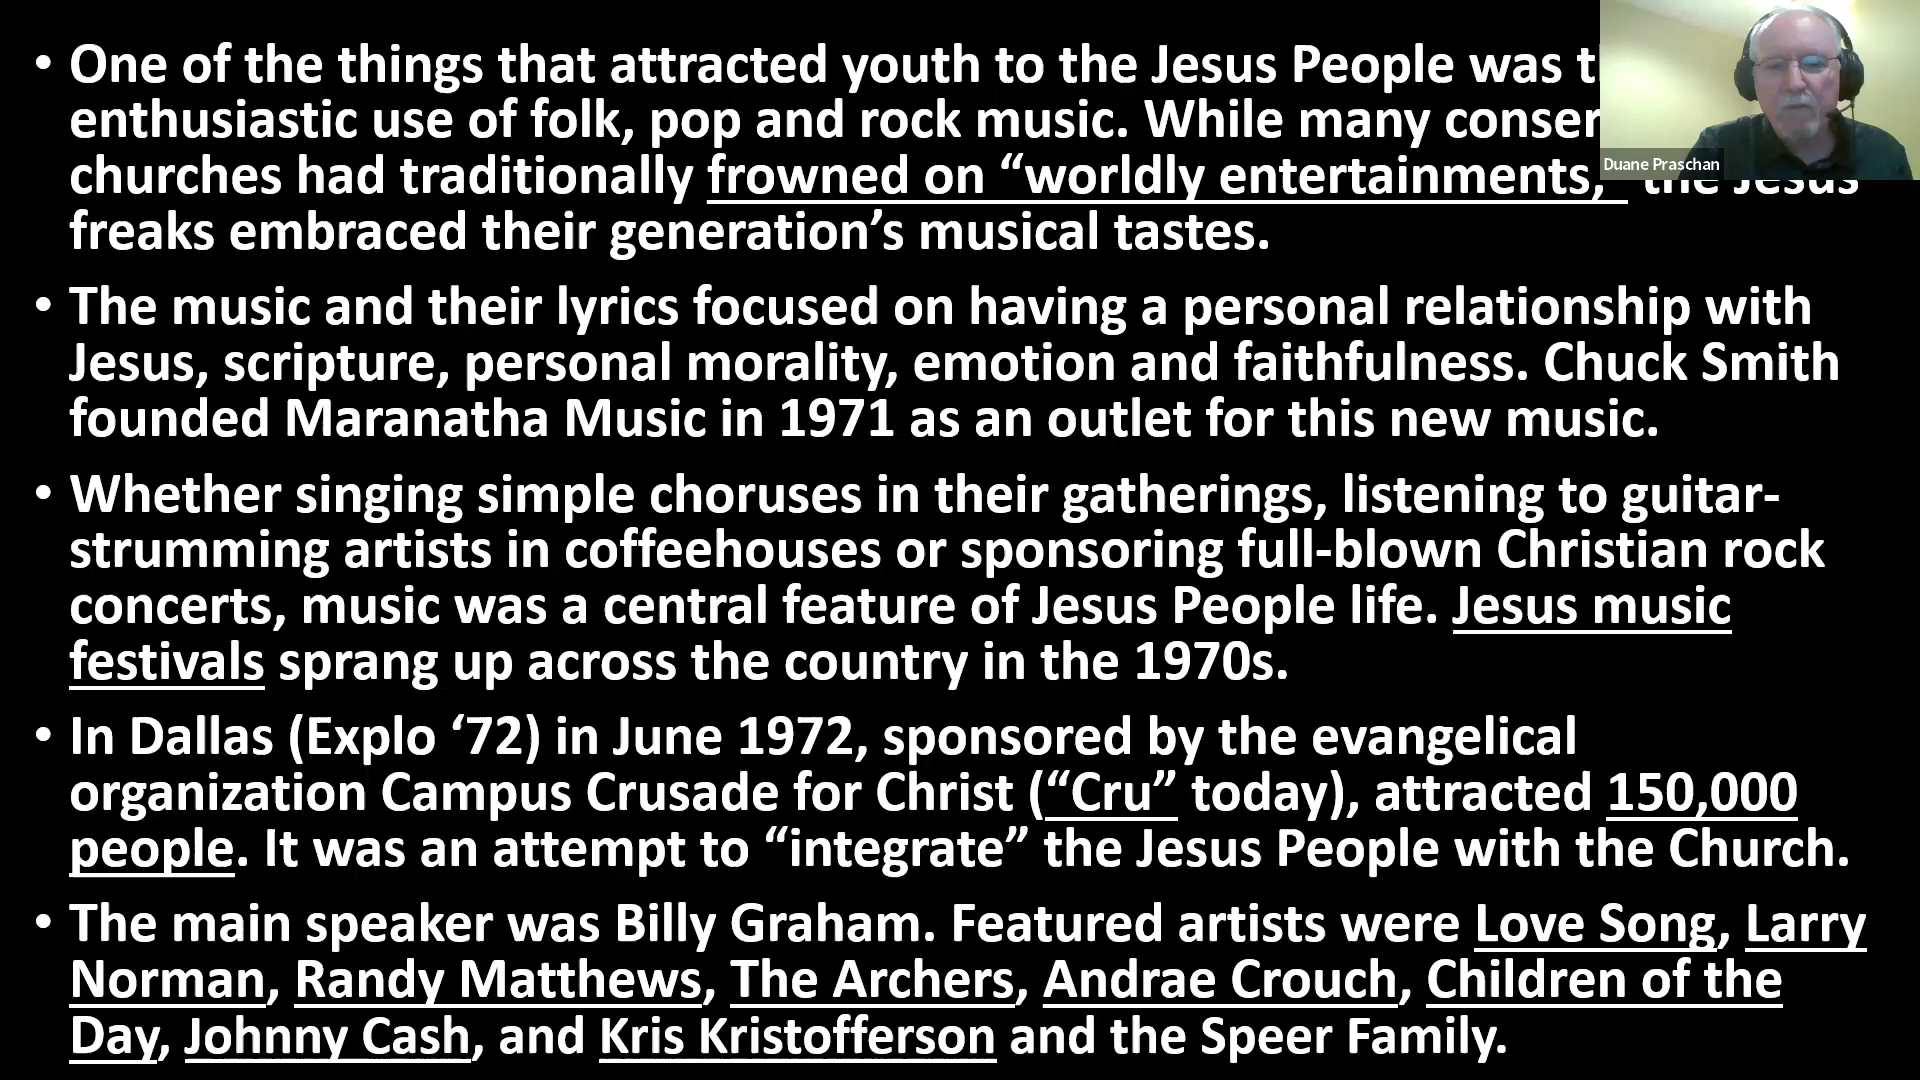 • One of the things that attracted youth to the Jesus People was
enthusiastic use of folk, pop and rock music. While many
churches had traditionally frowned on “worldly entertainments,” the Jesus
freaks embraced their generation’s musical tastes.
• The music and their lyrics focused on having a personal relationship with
Jesus, scripture, personal morality, emotion and faithfulness. Chuck Smith
founded Maranatha Music in 1971 as an outlet for this new music.
• Whether singing simple choruses in their gatherings, listening to guitar-
strumming artists in coffeehouses or sponsoring full-blown Christian rock
concerts, music was a central feature of Jesus People life. Jesus music
festivals sprang up across the country in the 1970s.
• In Dallas (Explo ‘72) in June 1972, sponsored by the evangelical
organization Campus Crusade for Christ (“Cru” today), attracted 150,000
people. It was an attempt to “integrate” the Jesus People with the Church.
• The main speaker was Billy Graham. Featured artists were Love Song, Larry
Norman, Randy Matthews, The Archers, Andrae Crouch, Children of the
Day, Johnny Cash, and Kris Kristofferson and the Speer Family.
Duane Praschan